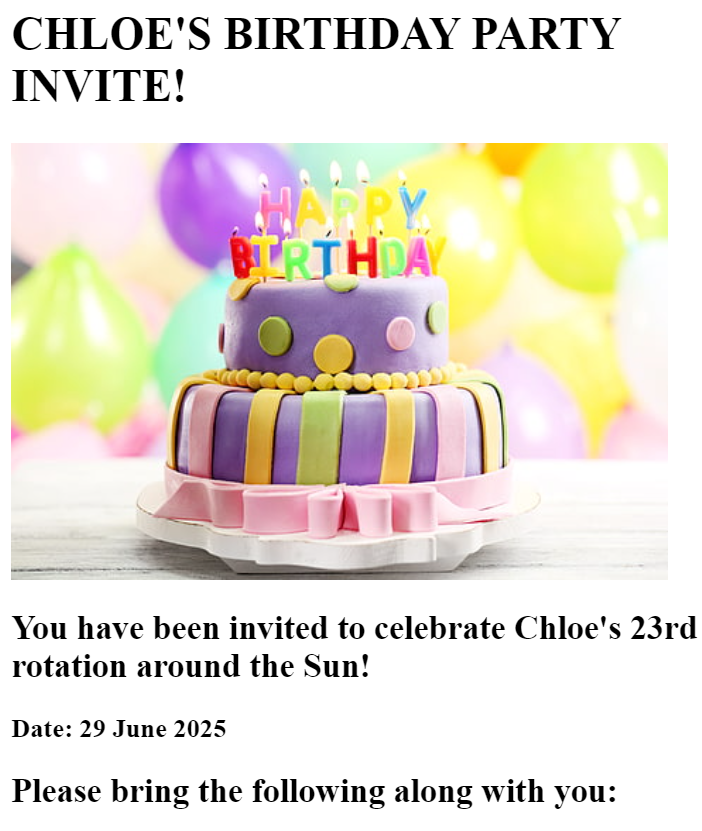 CHLOE'S BIRTHDAY PARTY
INVITE!
HAPPY
BIRTHDAY
You have been invited to celebrate Chloe's 23rd
rotation around the Sun!
Date: 29 June 2025
Please bring the following along with you: